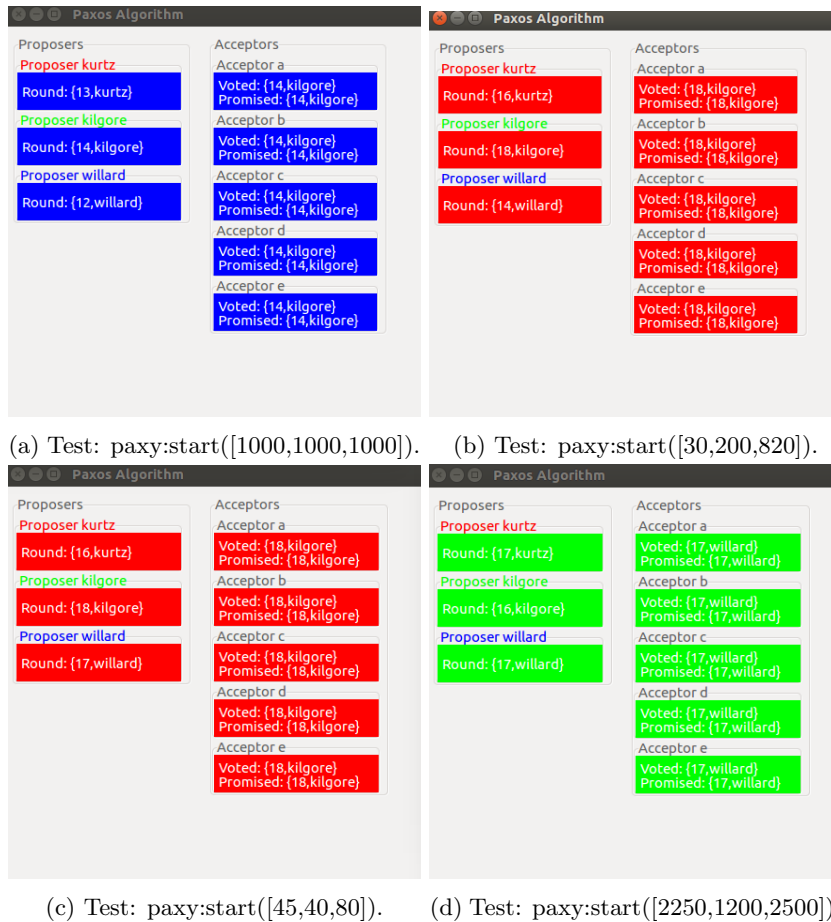 Paxos Algorithm
Proposers
Proposer kurtz
Round: {13,kurtz}
Proposer kilgore
Round: {14,kilgore}
Proposer willard
Round: {12,willard}
Acceptors
Acceptor a
Voted: {14,kilgore}
Promised: {14,kilgore}
Acceptor b
Voted: {14,kilgore}
Promised: {14,kilgore}
Acceptor c
Voted: {14,kilgore}
Promised: {14,kilgore}
Acceptor d
Voted: {14,kilgore}
Promised: {14,kilgore}
Acceptor e
Voted: {14,kilgore}
Promised: {14,kilgore}
(a) Test: paxy:start([1000,1000,1000]).
Paxos Algorithm
Proposers
Proposer kurtz
Round: {16,kurtz}
Proposer kilgore
Round: {18,kilgore}
Proposer willard
Round: {14,willard}
Acceptors
Acceptor a
Voted: {18,kilgore}
Promised: {18,kilgore}
Acceptor b
Voted: {18,kilgore}
Promised: {18,kilgore}
Acceptor c
Voted: {18,kilgore}
Promised: {18,kilgore}
Acceptor d
Voted: {18,kilgore}
Promised: {18,kilgore}
Acceptor e
Voted: {18,kilgore}
Promised: {18,kilgore}
(b) Test: paxy:start([30,200,820]).
Paxos Algorithm
Proposers
Proposer kurtz
Round: {16,kurtz}
Proposer kilgore
Round: {18,kilgore}
Proposer willard
Round: {17,willard}
Acceptors
Acceptor a
Voted: {18,kilgore}
Promised: {18,kilgore}
Acceptor b
Voted: {18,kilgore}
Promised: {18,kilgore}
Acceptor c
Voted: {18,kilgore}
Promised: {18,kilgore}
Acceptor d
Voted: {18,kilgore}
Promised: {18,kilgore}
Acceptor e
Voted: {18,kilgore}
Promised: {18,kilgore}
(c) Test: paxy:start([45,40,80]).
Paxos Algorithm
Proposers
Proposer kurtz
Round: {17,kurtz}
Proposer kilgore
Round: {16,kilgore}
Proposer willard
Round: {17,willard}
Acceptors
Acceptor a
Voted: {17,willard}
Promised: {17,willard}
Acceptor b
Voted: {17,willard}
Promised: {17,willard}
Acceptor c
Voted: {17,willard}
Promised: {17,willard}
Acceptor d
Voted: {17,willard}
Promised: {17,willard}
Acceptor e
Voted: {17,willard}
Promised: {17,willard}
(d) Test: paxy:start([2250,1200,2500])